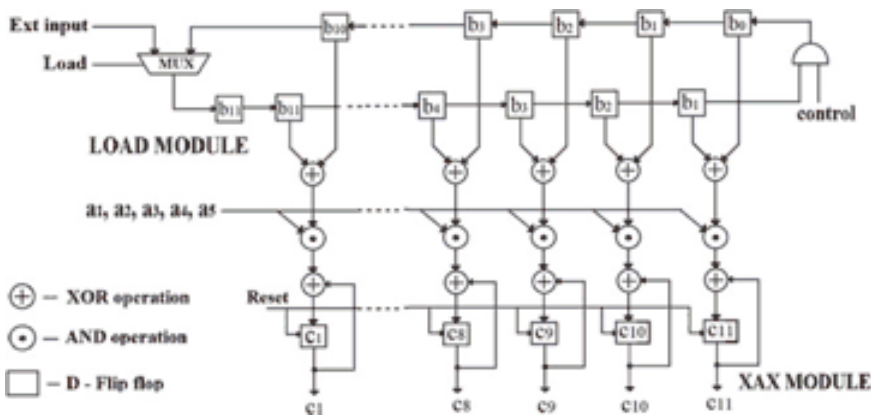 Ext input
Load
MUX
b10 b3 b2 b1 b0
b11 b11 b4 b3 b2 b1
control
LOAD MODULE
a1, a2, a3, a4, a5
+ – XOR operation
Reset
• – AND operation
c1 c8 c9 c10 c11
– D - Flip flop
XAX MODULE
c1 c8 c9 c10 c11